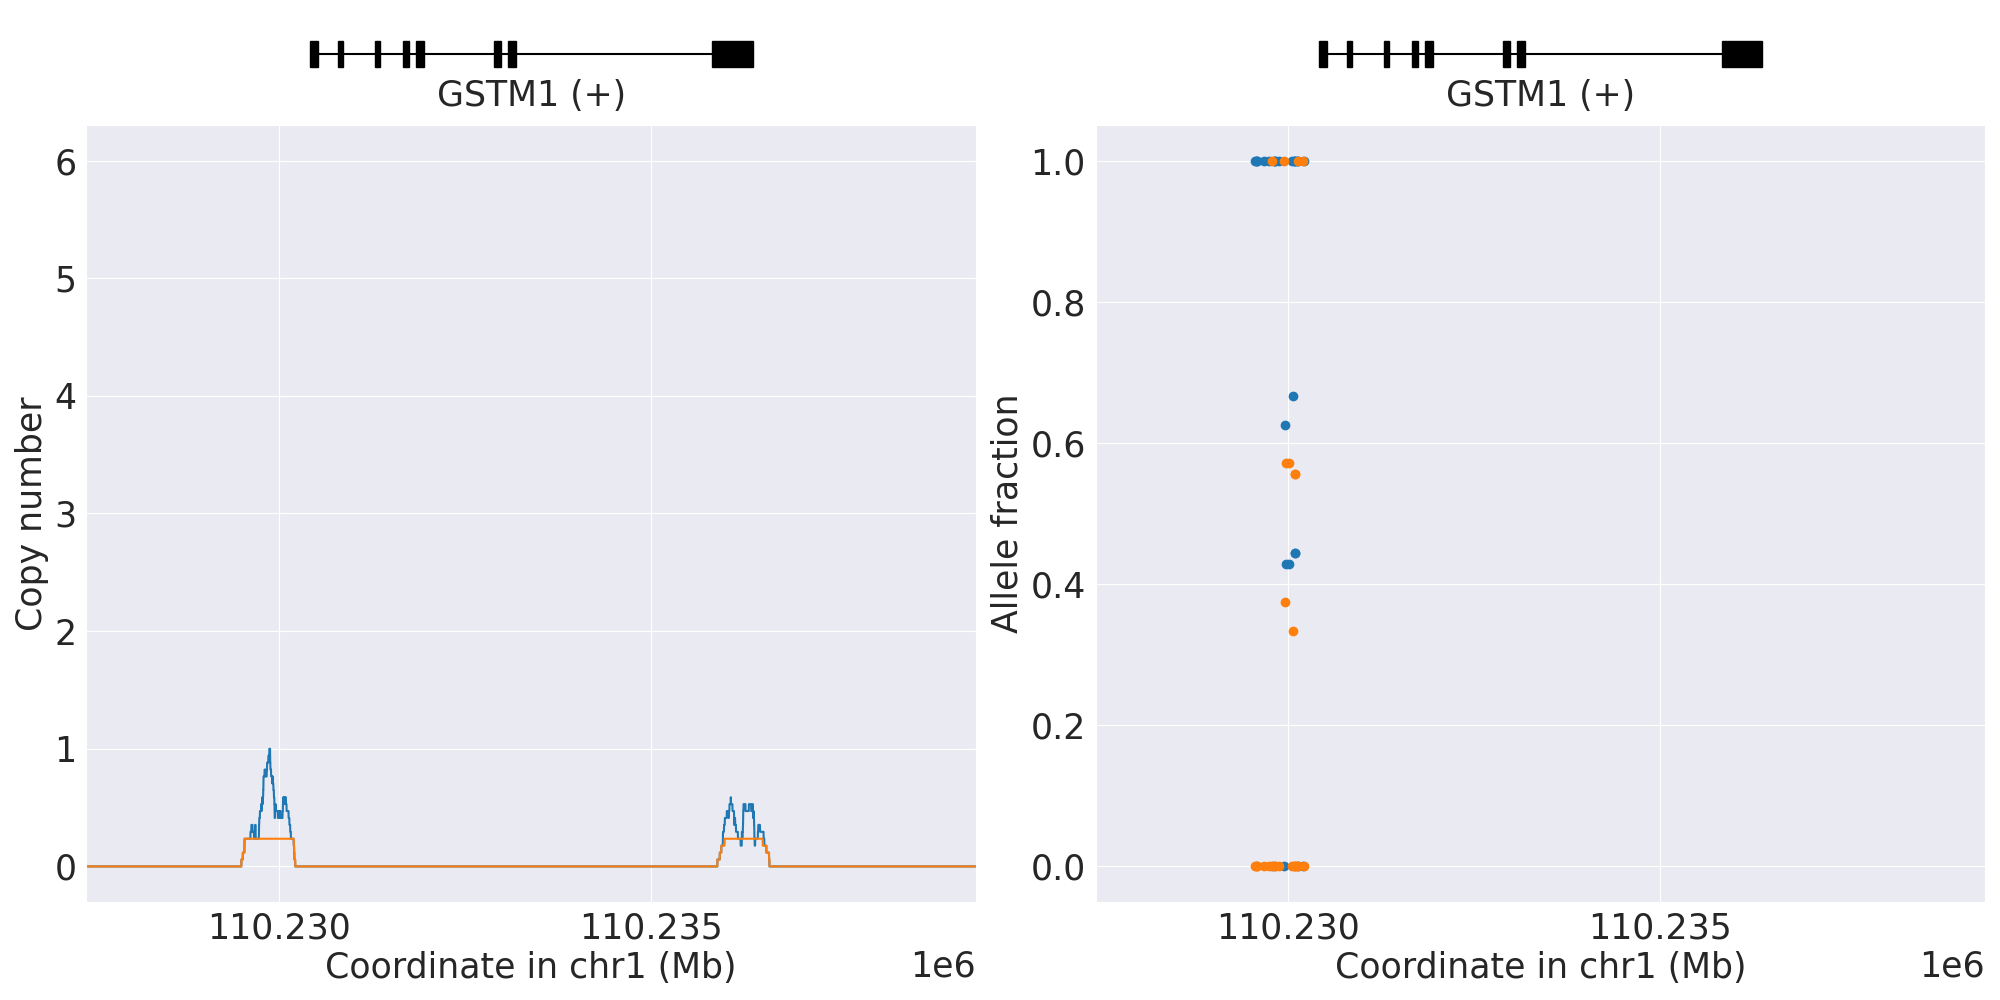 GSTM1 (+)
6
5
4
3
2
1
0
Copy number
110.230
110.235
Coordinate in chr1 (Mb)
1e6
GSTM1 (+)
1.0
0.8
0.6
0.4
0.2
0.0
Allele fraction
110.230
110.235
Coordinate in chr1 (Mb)
1e6